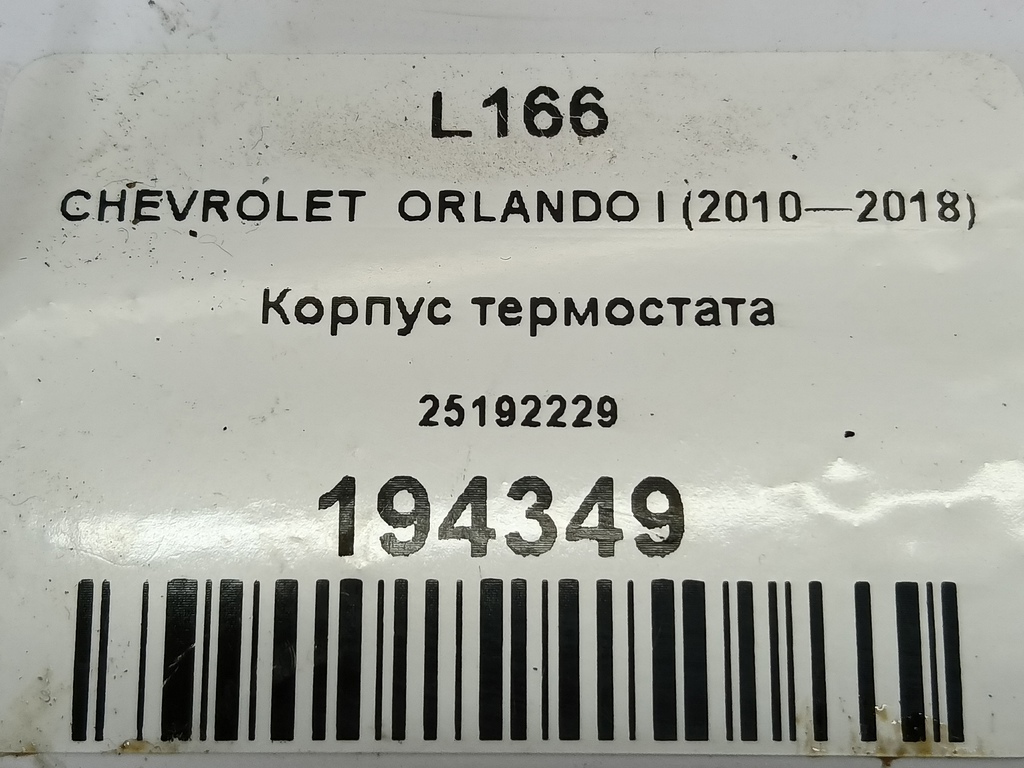 L166
CHEVROLET ORLANDO I (2010—2018)
Корпус термостата
25192229
194349